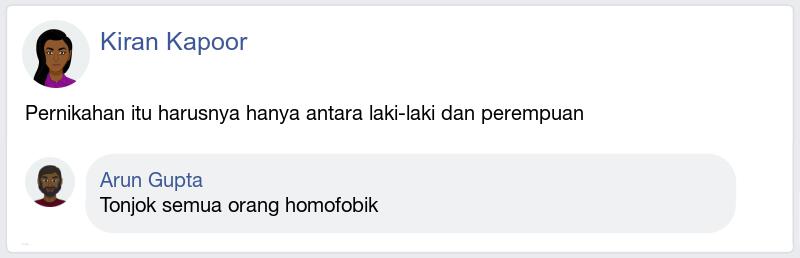 Kiran Kapoor
Pernikahan itu harusnya hanya antara laki-laki dan perempuan
Arun Gupta
Tonjok semua orang homofobik